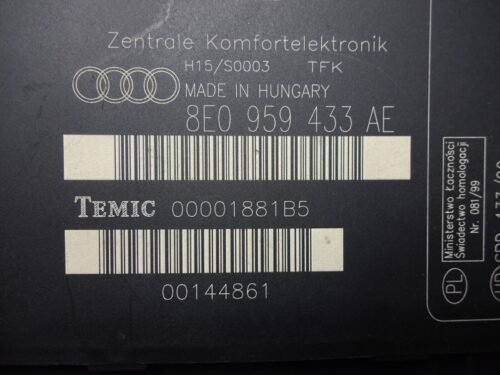 Zentrale Komfortelektronik
H15/S0003 TFK
MADE IN HUNGARY
8E0 959 433 AE
TEMIC 00001881B5
00144861
PL
Ministerstwo Łączności
Świadectwo homologacji
Nr. 081/99